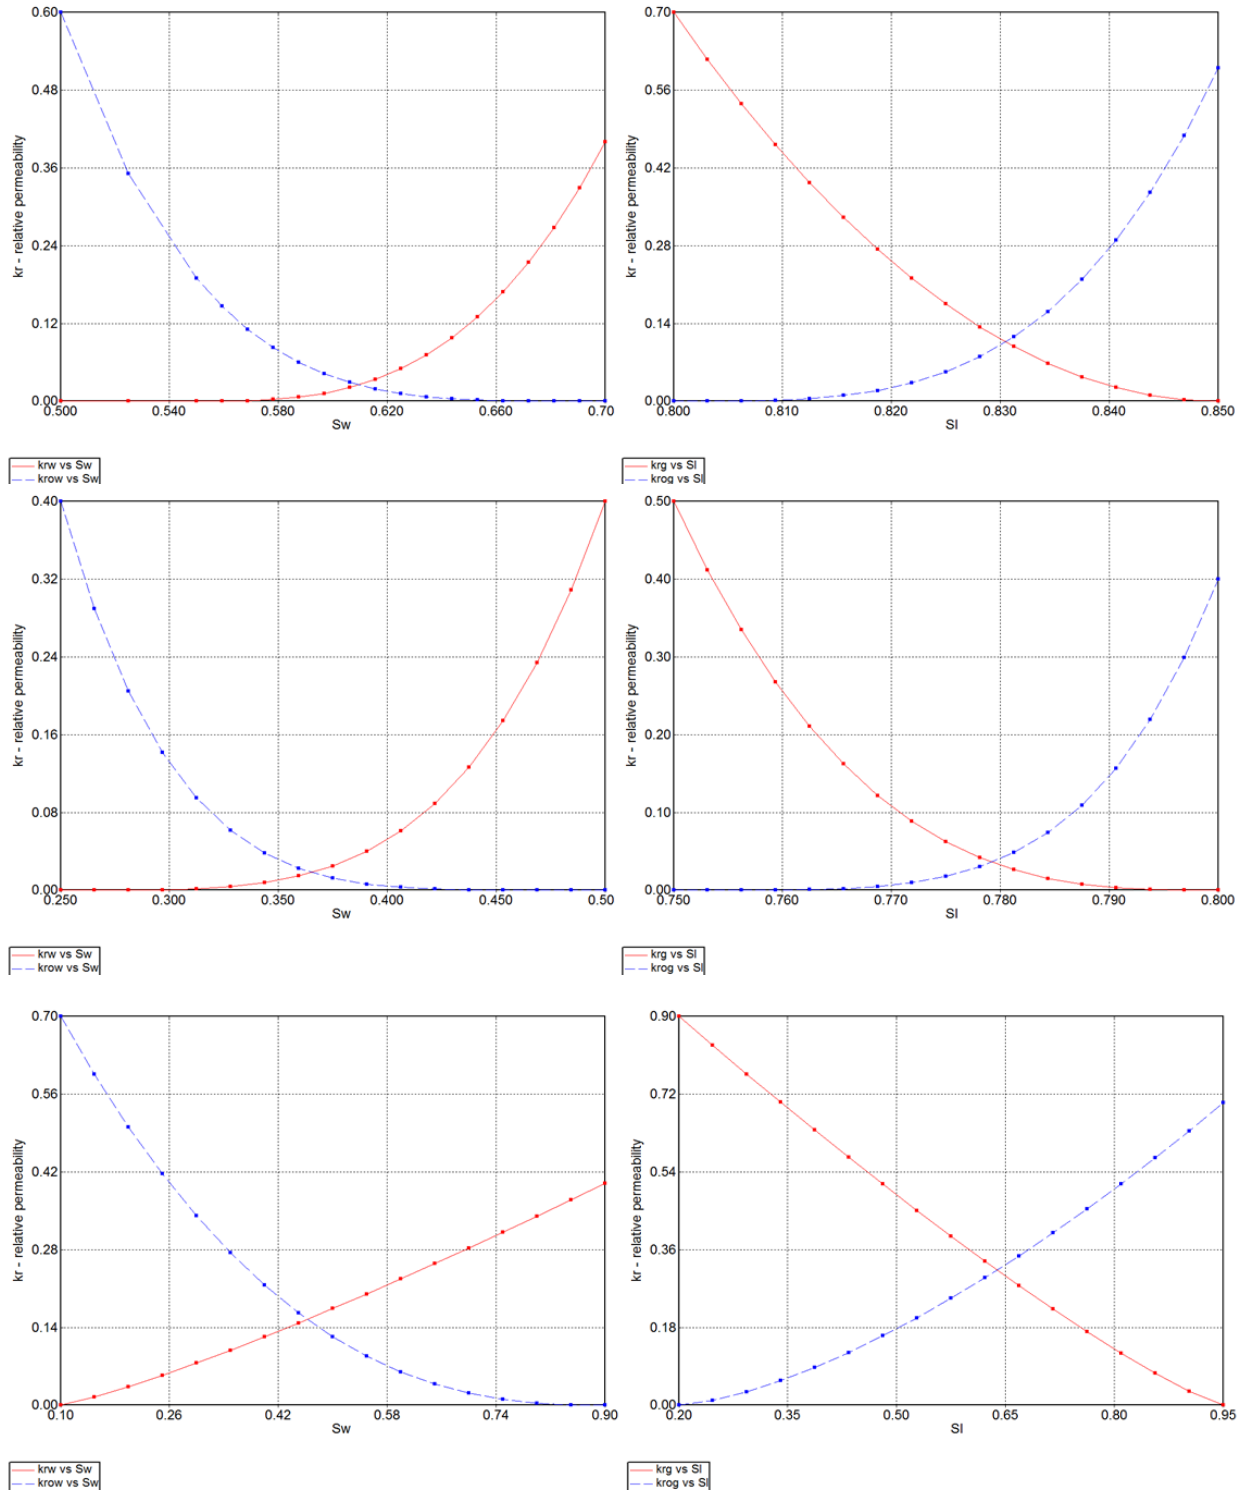 0.60
0.48
0.36
0.24
0.12
0.00
kr - relative permeability
0.500 0.540 0.580 0.620 0.660 0.70
Sw
krw vs Sw
krow vs Sw
0.70
0.56
0.42
0.28
0.14
0.00
kr - relative permeability
0.800 0.810 0.820 0.830 0.840 0.850
Sl
krg vs Sl
krog vs Sl
0.40
0.32
0.24
0.16
0.08
0.00
kr - relative permeability
0.250 0.300 0.350 0.400 0.450 0.50
Sw
krw vs Sw
krow vs Sw
0.50
0.40
0.30
0.20
0.10
0.00
kr - relative permeability
0.750 0.760 0.770 0.780 0.790 0.800
Sl
krg vs Sl
krog vs Sl
0.70
0.56
0.42
0.28
0.14
0.00
kr - relative permeability
0.10 0.26 0.42 0.58 0.74 0.90
Sw
krw vs Sw
krow vs Sw
0.90
0.72
0.54
0.36
0.18
0.00
kr - relative permeability
0.20 0.35 0.50 0.65 0.80 0.95
Sl
krg vs Sl
krog vs Sl